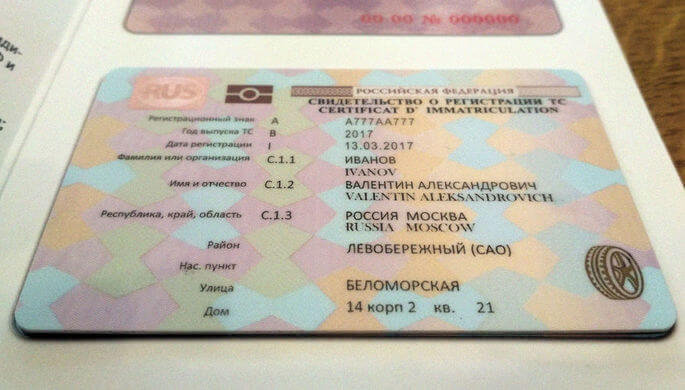 00 00 № 000000
RUS
РОССИЙСКАЯ ФЕДЕРАЦИЯ
СВИДЕТЕЛЬСТВО О РЕГИСТРАЦИИ ТС
CERTIFICAT D' IMMATRICULATION
Регистрационный знак A А777АА777
Год выпуска ТС B 2017
Дата регистрации I 13.03.2017
Фамилия или организация C.1.1 ИВАНОВ
IVANOV
Имя и отчество C.1.2 ВАЛЕНТИН АЛЕКСАНДРОВИЧ
VALENTIN ALEKSANDROVICH
Республика, край, область C.1.3 РОССИЯ МОСКВА
RUSSIA MOSCOW
Район ЛЕВОБЕРЕЖНЫЙ (САО)
Нас. пункт
Улица БЕЛОМОРСКАЯ
Дом 14 корп 2 кв. 21